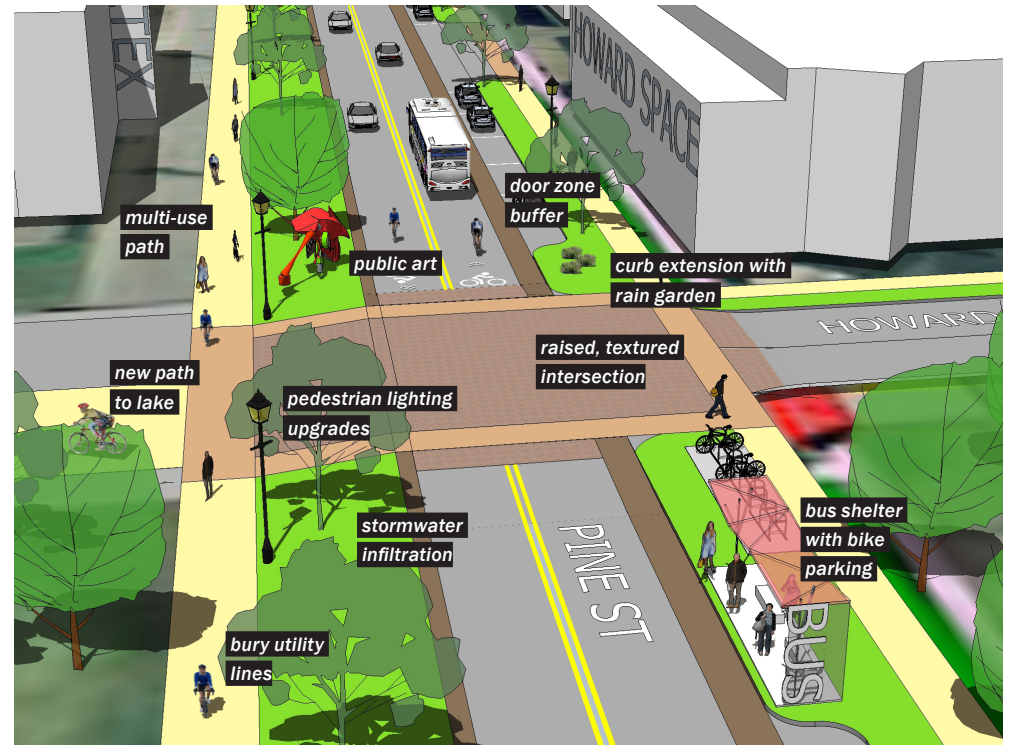 LEX
HOWARD SPACE
door zone
buffer
multi-use
path
public art
curb extension with
rain garden
HOWARD
raised, textured
intersection
new path
to lake
pedestrian lighting
upgrades
bus shelter
with bike
parking
stormwater
infiltration
PINE ST
BUS
bury utility
lines